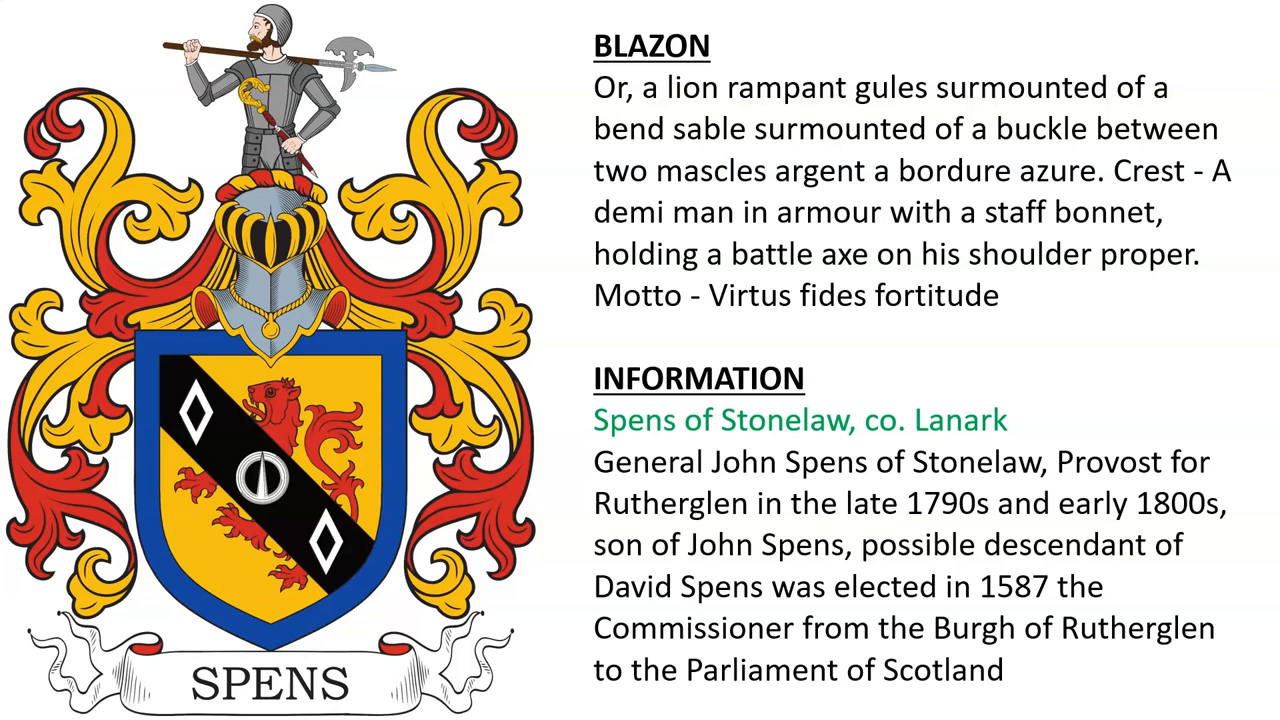 SPENS
BLAZON
Or, a lion rampant gules surmounted of a
bend sable surmounted of a buckle between
two mascles argent a bordure azure. Crest - A
demi man in armour with a staff bonnet,
holding a battle axe on his shoulder proper.
Motto - Virtus fides fortitude
INFORMATION
Spens of Stonelaw, co. Lanark
General John Spens of Stonelaw, Provost for
Rutherglen in the late 1790s and early 1800s,
son of John Spens, possible descendant of
David Spens was elected in 1587 the
Commissioner from the Burgh of Rutherglen
to the Parliament of Scotland